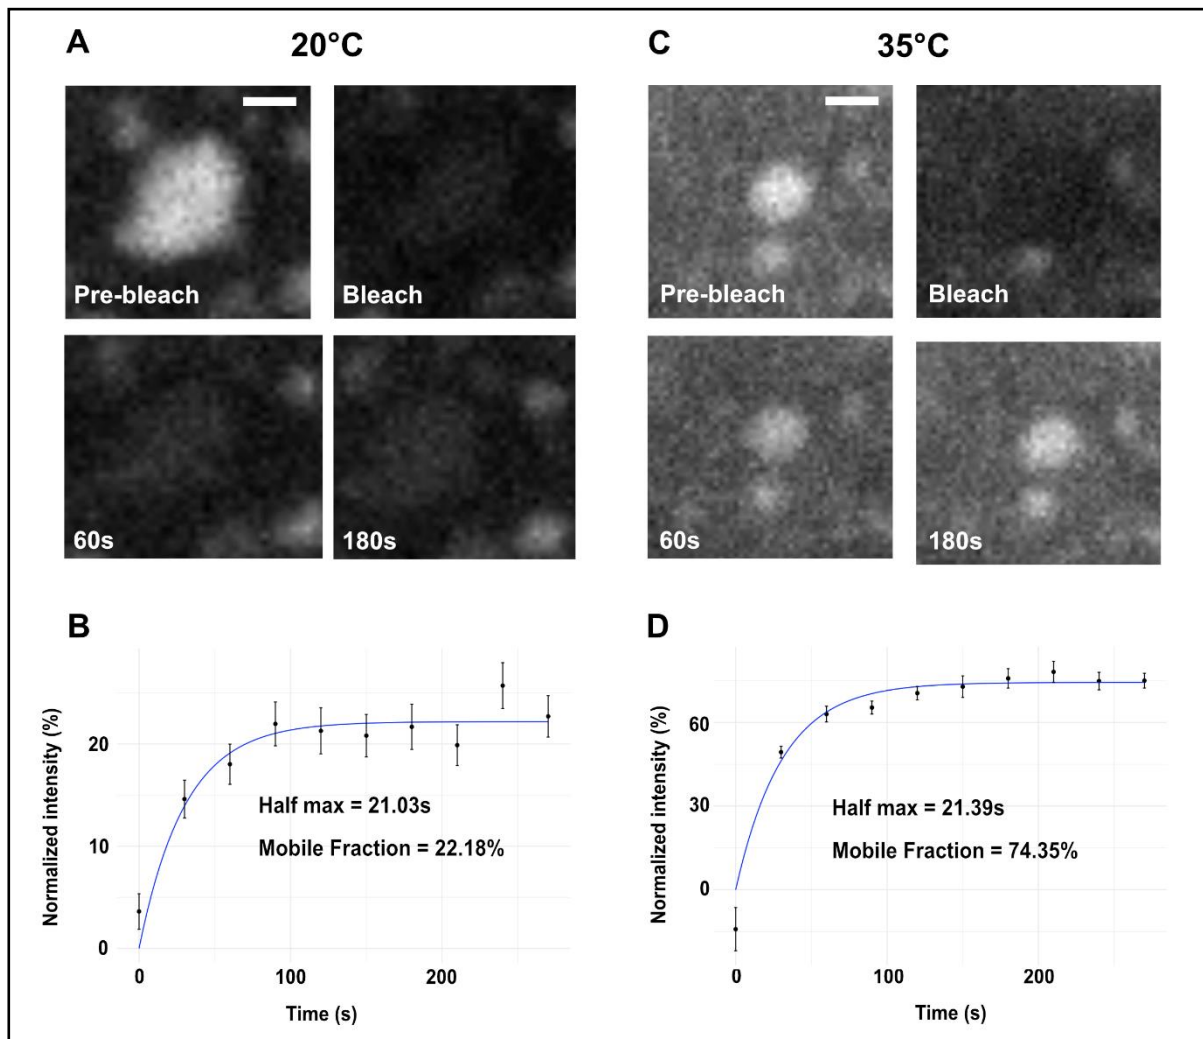 A
20°C
Pre-bleach
Bleach
60s
180s
C
35°C
Pre-bleach
Bleach
60s
180s
B
Normalized intensity (%)
20
10
0
Half max = 21.03s
Mobile Fraction = 22.18%
0
100
200
Time (s)
D
Normalized intensity (%)
60
30
0
Half max = 21.39s
Mobile Fraction = 74.35%
0
100
200
Time (s)